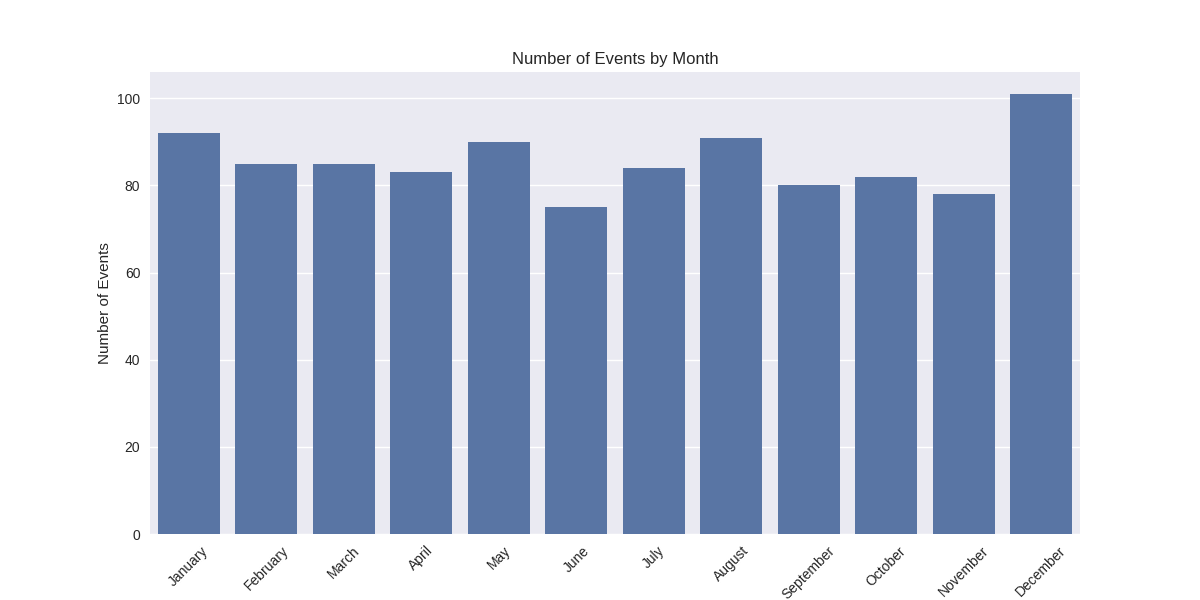 Number of Events by Month
Number of Events
100
80
60
40
20
0
January
February
March
April
May
June
July
August
September
October
November
December